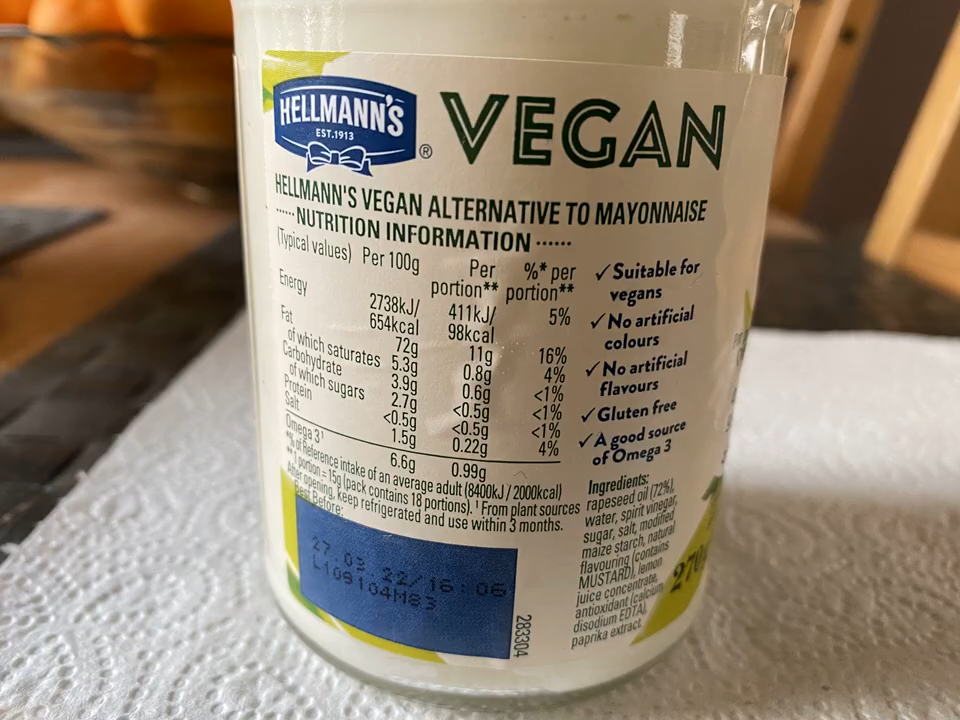 HELLMANN'S
EST.1913
®
VEGAN
HELLMANN'S VEGAN ALTERNATIVE TO MAYONNAISE
······NUTRITION INFORMATION······
(Typical values) Per 100g Per portion** %* per portion**
Energy 2738kJ/ 654kcal 411kJ/ 98kcal 5%
Fat 72g 11g 16%
of which saturates 5.3g 0.8g 4%
Carbohydrate 3.9g 0.6g <1%
of which sugars 2.7g <0.5g <1%
Protein <0.5g <0.5g <1%
Salt 1.5g 0.22g 4%
Omega 3¹ 6.6g 0.99g
*% of Reference intake of an average adult (8400kJ / 2000kcal)
**1 portion = 15g (pack contains 18 portions). ¹ From plant sources
After opening, keep refrigerated and use within 3 months.
Best Before:
27.03 22/16:06
L109104M83
283304
✓Suitable for
vegans
✓No artificial
colours
✓No artificial
flavours
✓Gluten free
✓A good source
of Omega 3
Ingredients:
rapeseed oil (72%),
water, spirit vinegar,
sugar, salt, modified
maize starch, natural
flavouring (contains
MUSTARD), lemon
juice concentrate,
antioxidant (calcium
disodium EDTA),
paprika extract.
270